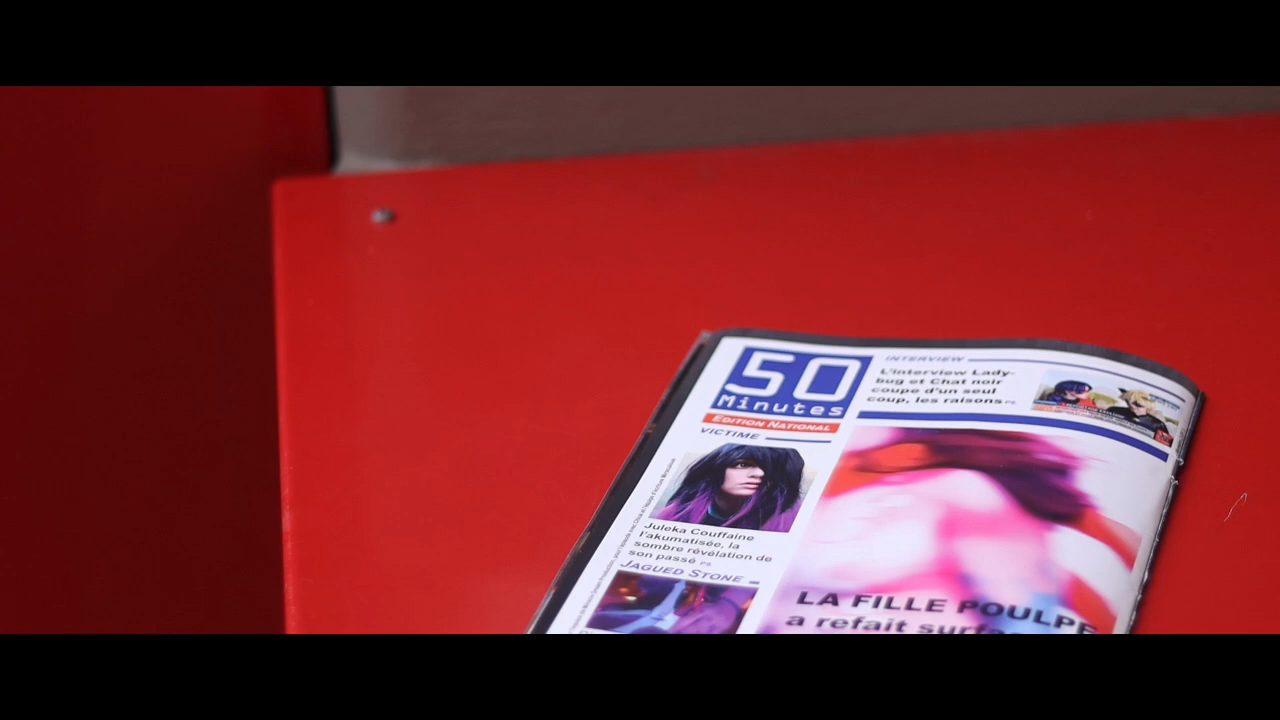 50
Minutes
EDITION NATIONAL
INTERVIEW
L'interview Lady-
bug et Chat noir
coupe d'un seul
coup, les raisons
VICTIME
Juleka Couffaine
l'akumatisée, la
sombre révélation de
son passé P8
JAGUED STONE
LA FILLE POULPE
a refait